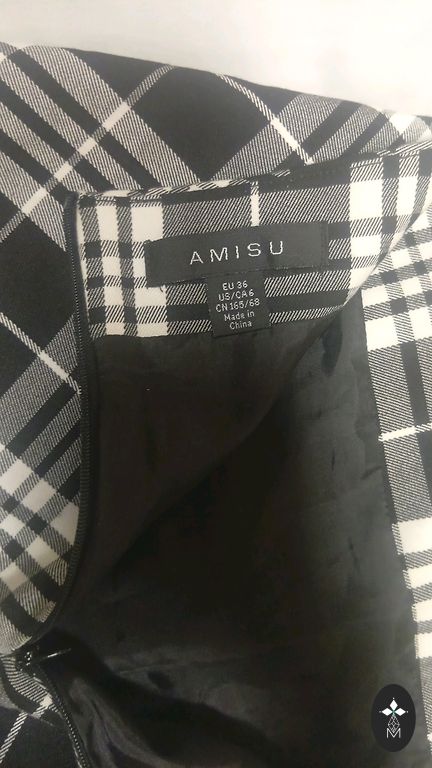 AMISU
EU 36
US/CA 6
CN 165/68
Made in
China
M